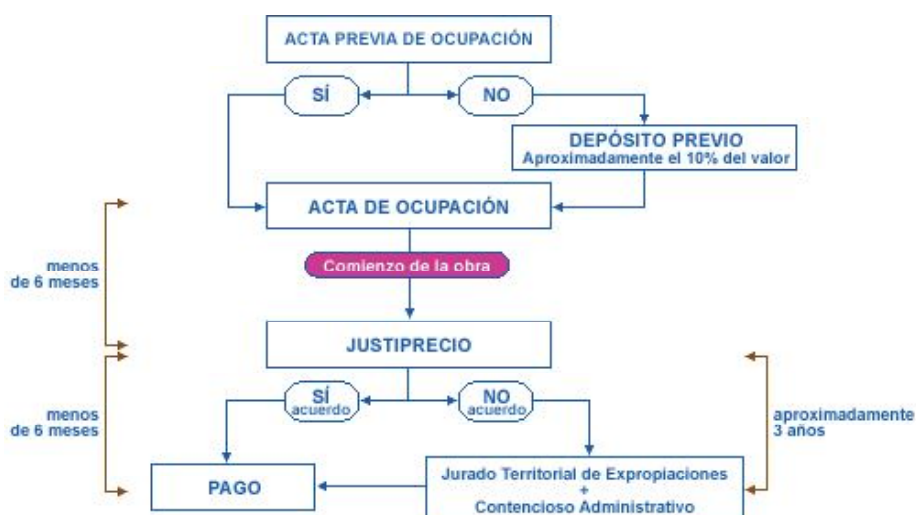 ACTA PREVIA DE OCUPACIÓN
SÍ
NO
DEPÓSITO PREVIO
Aproximadamente el 10% del valor
ACTA DE OCUPACIÓN
Comienzo de la obra
menos
de 6 meses
JUSTIPRECIO
SÍ
acuerdo
NO
acuerdo
menos
de 6 meses
aproximadamente
3 años
PAGO
Jurado Territorial de Expropiaciones
+
Contencioso Administrativo